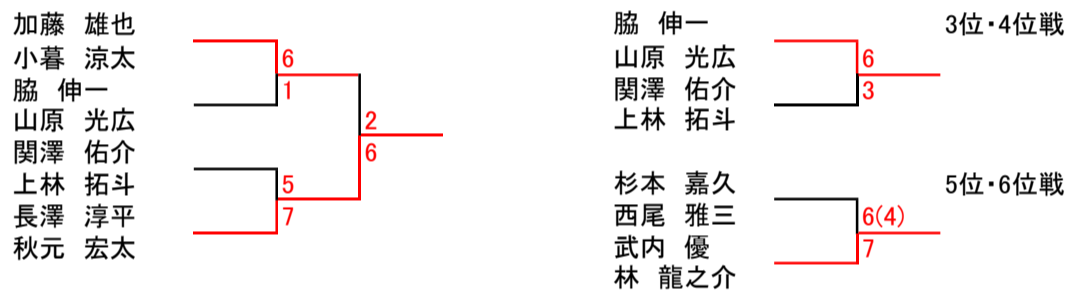 加藤 雄也
小暮 涼太
脇 伸一
山原 光広
関澤 佑介
上林 拓斗
長澤 淳平
秋元 宏太
6
1
5
7
2
6
脇 伸一
山原 光広
関澤 佑介
上林 拓斗
6
3
3位・4位戦
杉本 嘉久
西尾 雅三
武内 優
林 龍之介
6(4)
7
5位・6位戦